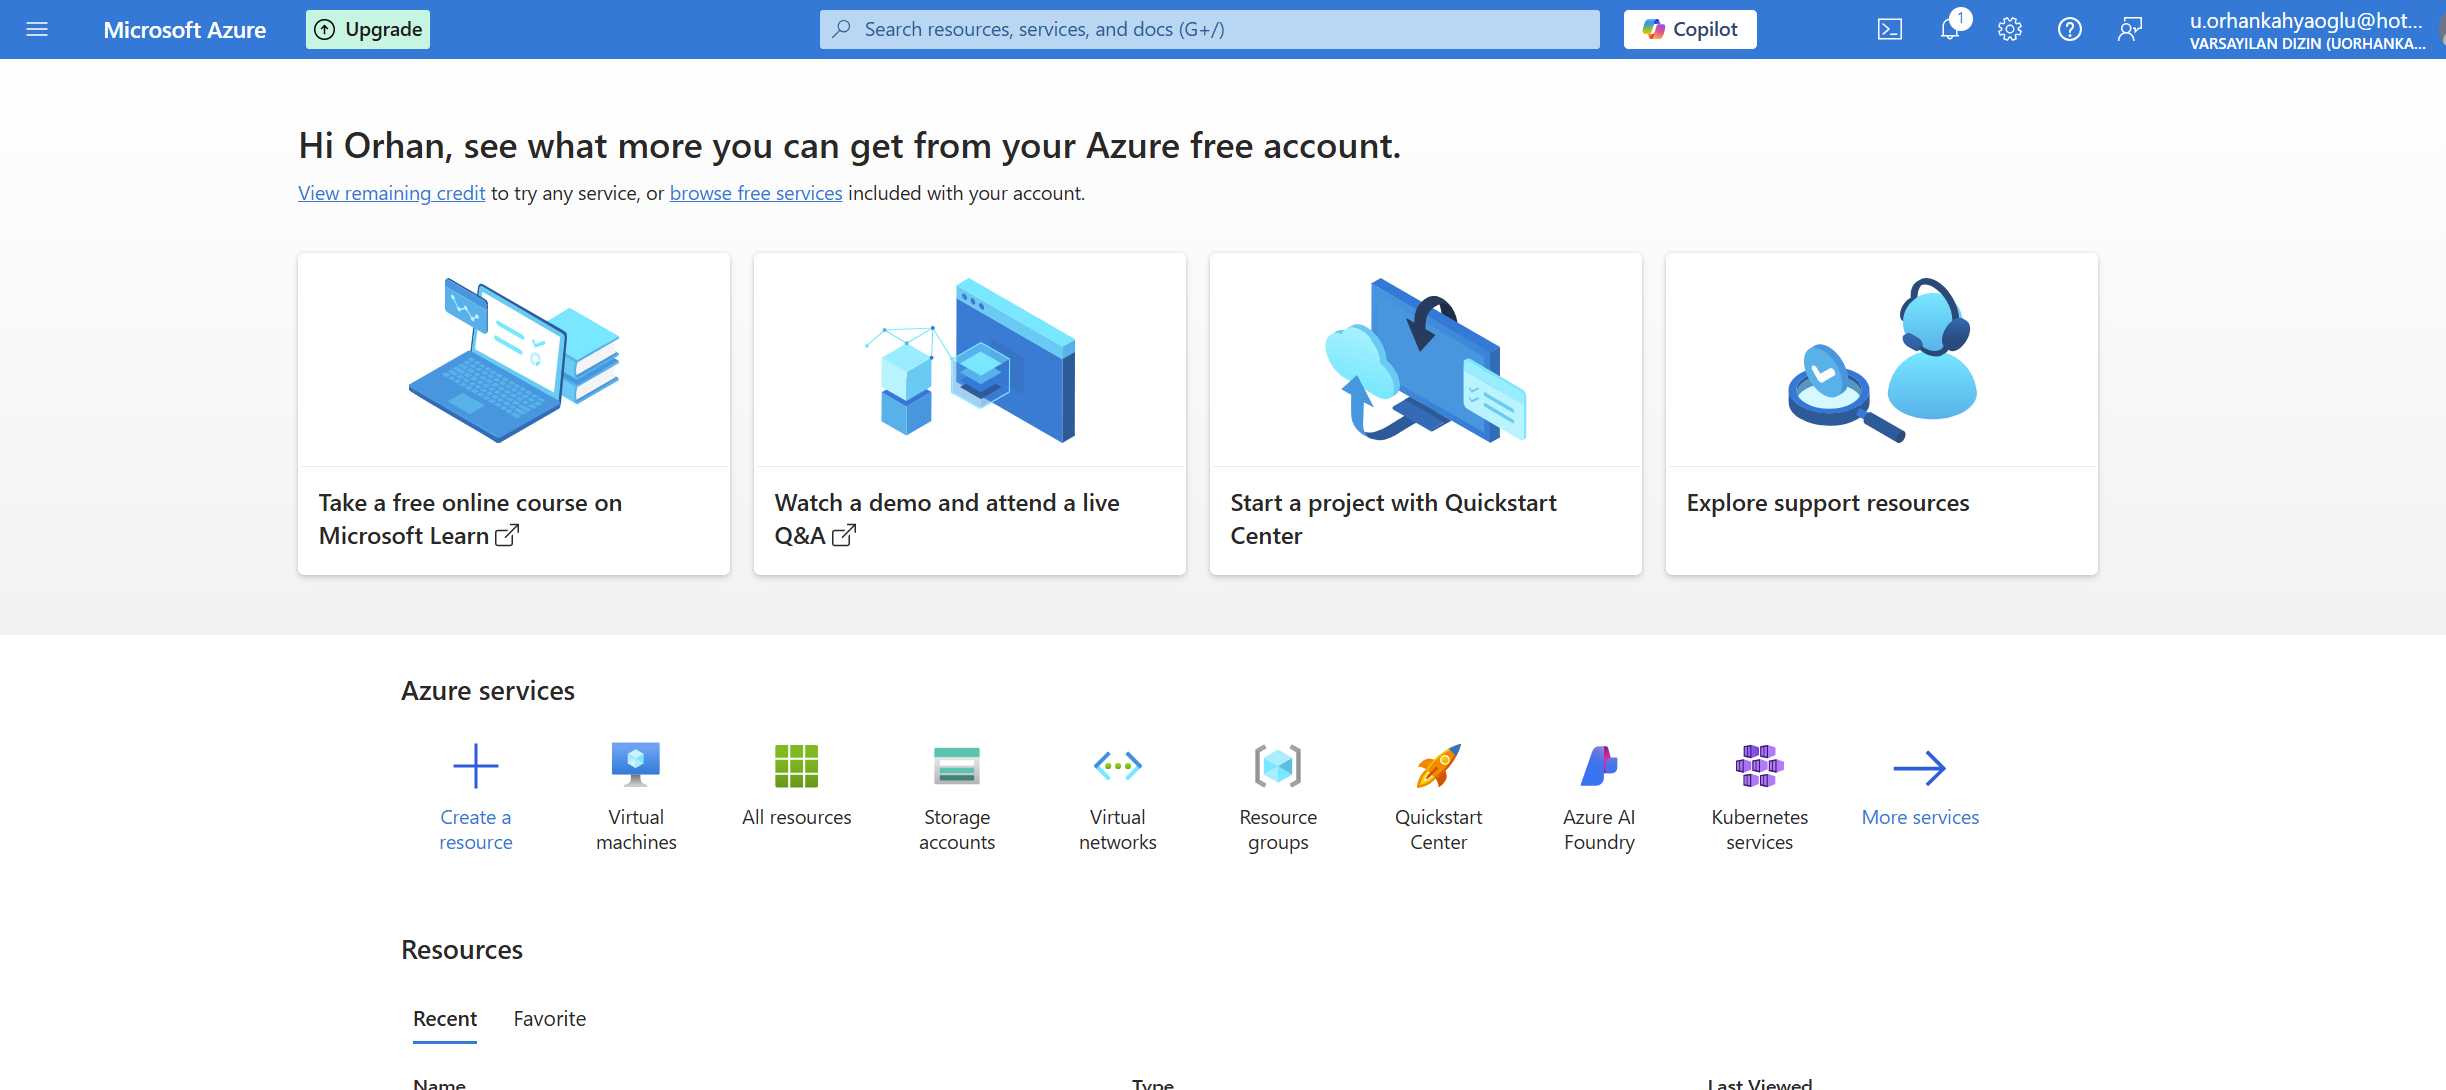 Microsoft Azure
Upgrade
Search resources, services, and docs (G+/)
Copilot
1
u.orhankahyaoglu@hot...
VARSAYILAN DIZIN (UORHANKA...
Hi Orhan, see what more you can get from your Azure free account.
View remaining credit to try any service, or browse free services included with your account.
Take a free online course on
Microsoft Learn
Watch a demo and attend a live
Q&A
Start a project with Quickstart
Center
Explore support resources
Azure services
Create a
resource
Virtual
machines
All resources
Storage
accounts
Virtual
networks
Resource
groups
Quickstart
Center
Azure AI
Foundry
Kubernetes
services
More services
Resources
Recent
Favorite
Name
Type
Last Viewed